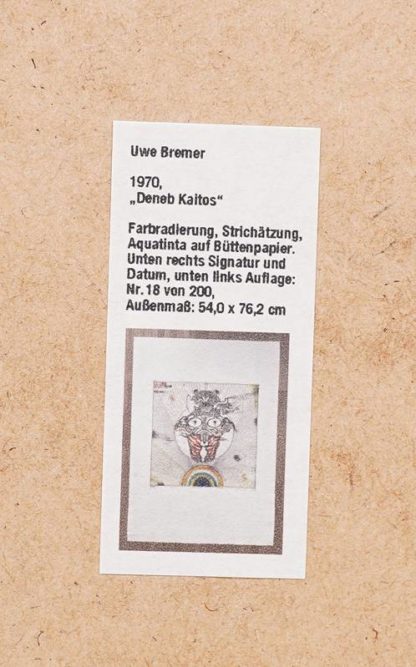 Uwe Bremer
1970,
„Deneb Kaitos“
Farbradierung, Strichätzung,
Aquatinta auf Büttenpapier.
Unten rechts Signatur und
Datum, unten links Auflage:
Nr.18 von 200,
Außenmaß: 54,0 x 76,2 cm